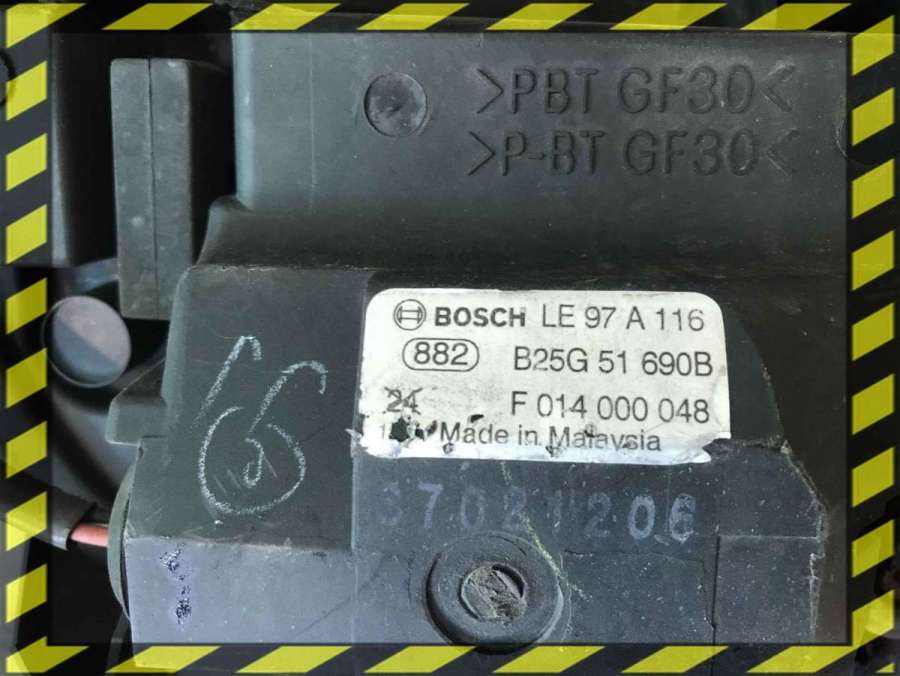 >PBT GF30<
>P-BT GF30<
BOSCH LE 97 A 116
882 B25G 51 690B
24 F 014 000 048
Made in Malaysia
37021206